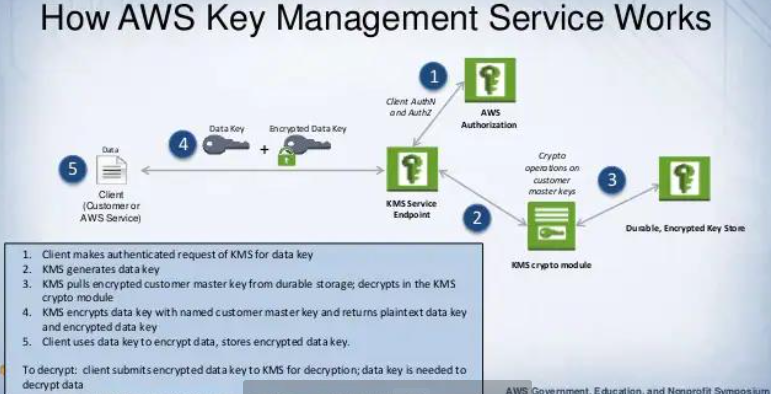 How AWS Key Management Service Works
1
Client AuthN
and AuthZ
AWS
Authorization
Data Key
Encrypted Data Key
4
+
Data
5
Client
(Customer or
AWS Service)
KMS Service
Endpoint
2
Crypto
operations on
customer
master keys
3
KMS crypto module
Durable, Encrypted Key Store
1. Client makes authenticated request of KMS for data key
2. KMS generates data key
3. KMS pulls encrypted customer master key from durable storage; decrypts in the KMS
crypto module
4. KMS encrypts data key with named customer master key and returns plaintext data key
and encrypted data key
5. Client uses data key to encrypt data, stores encrypted data key.
To decrypt: client submits encrypted data key to KMS for decryption; data key is needed to
decrypt data
AWS Government, Education, and Nonprofit Symposium